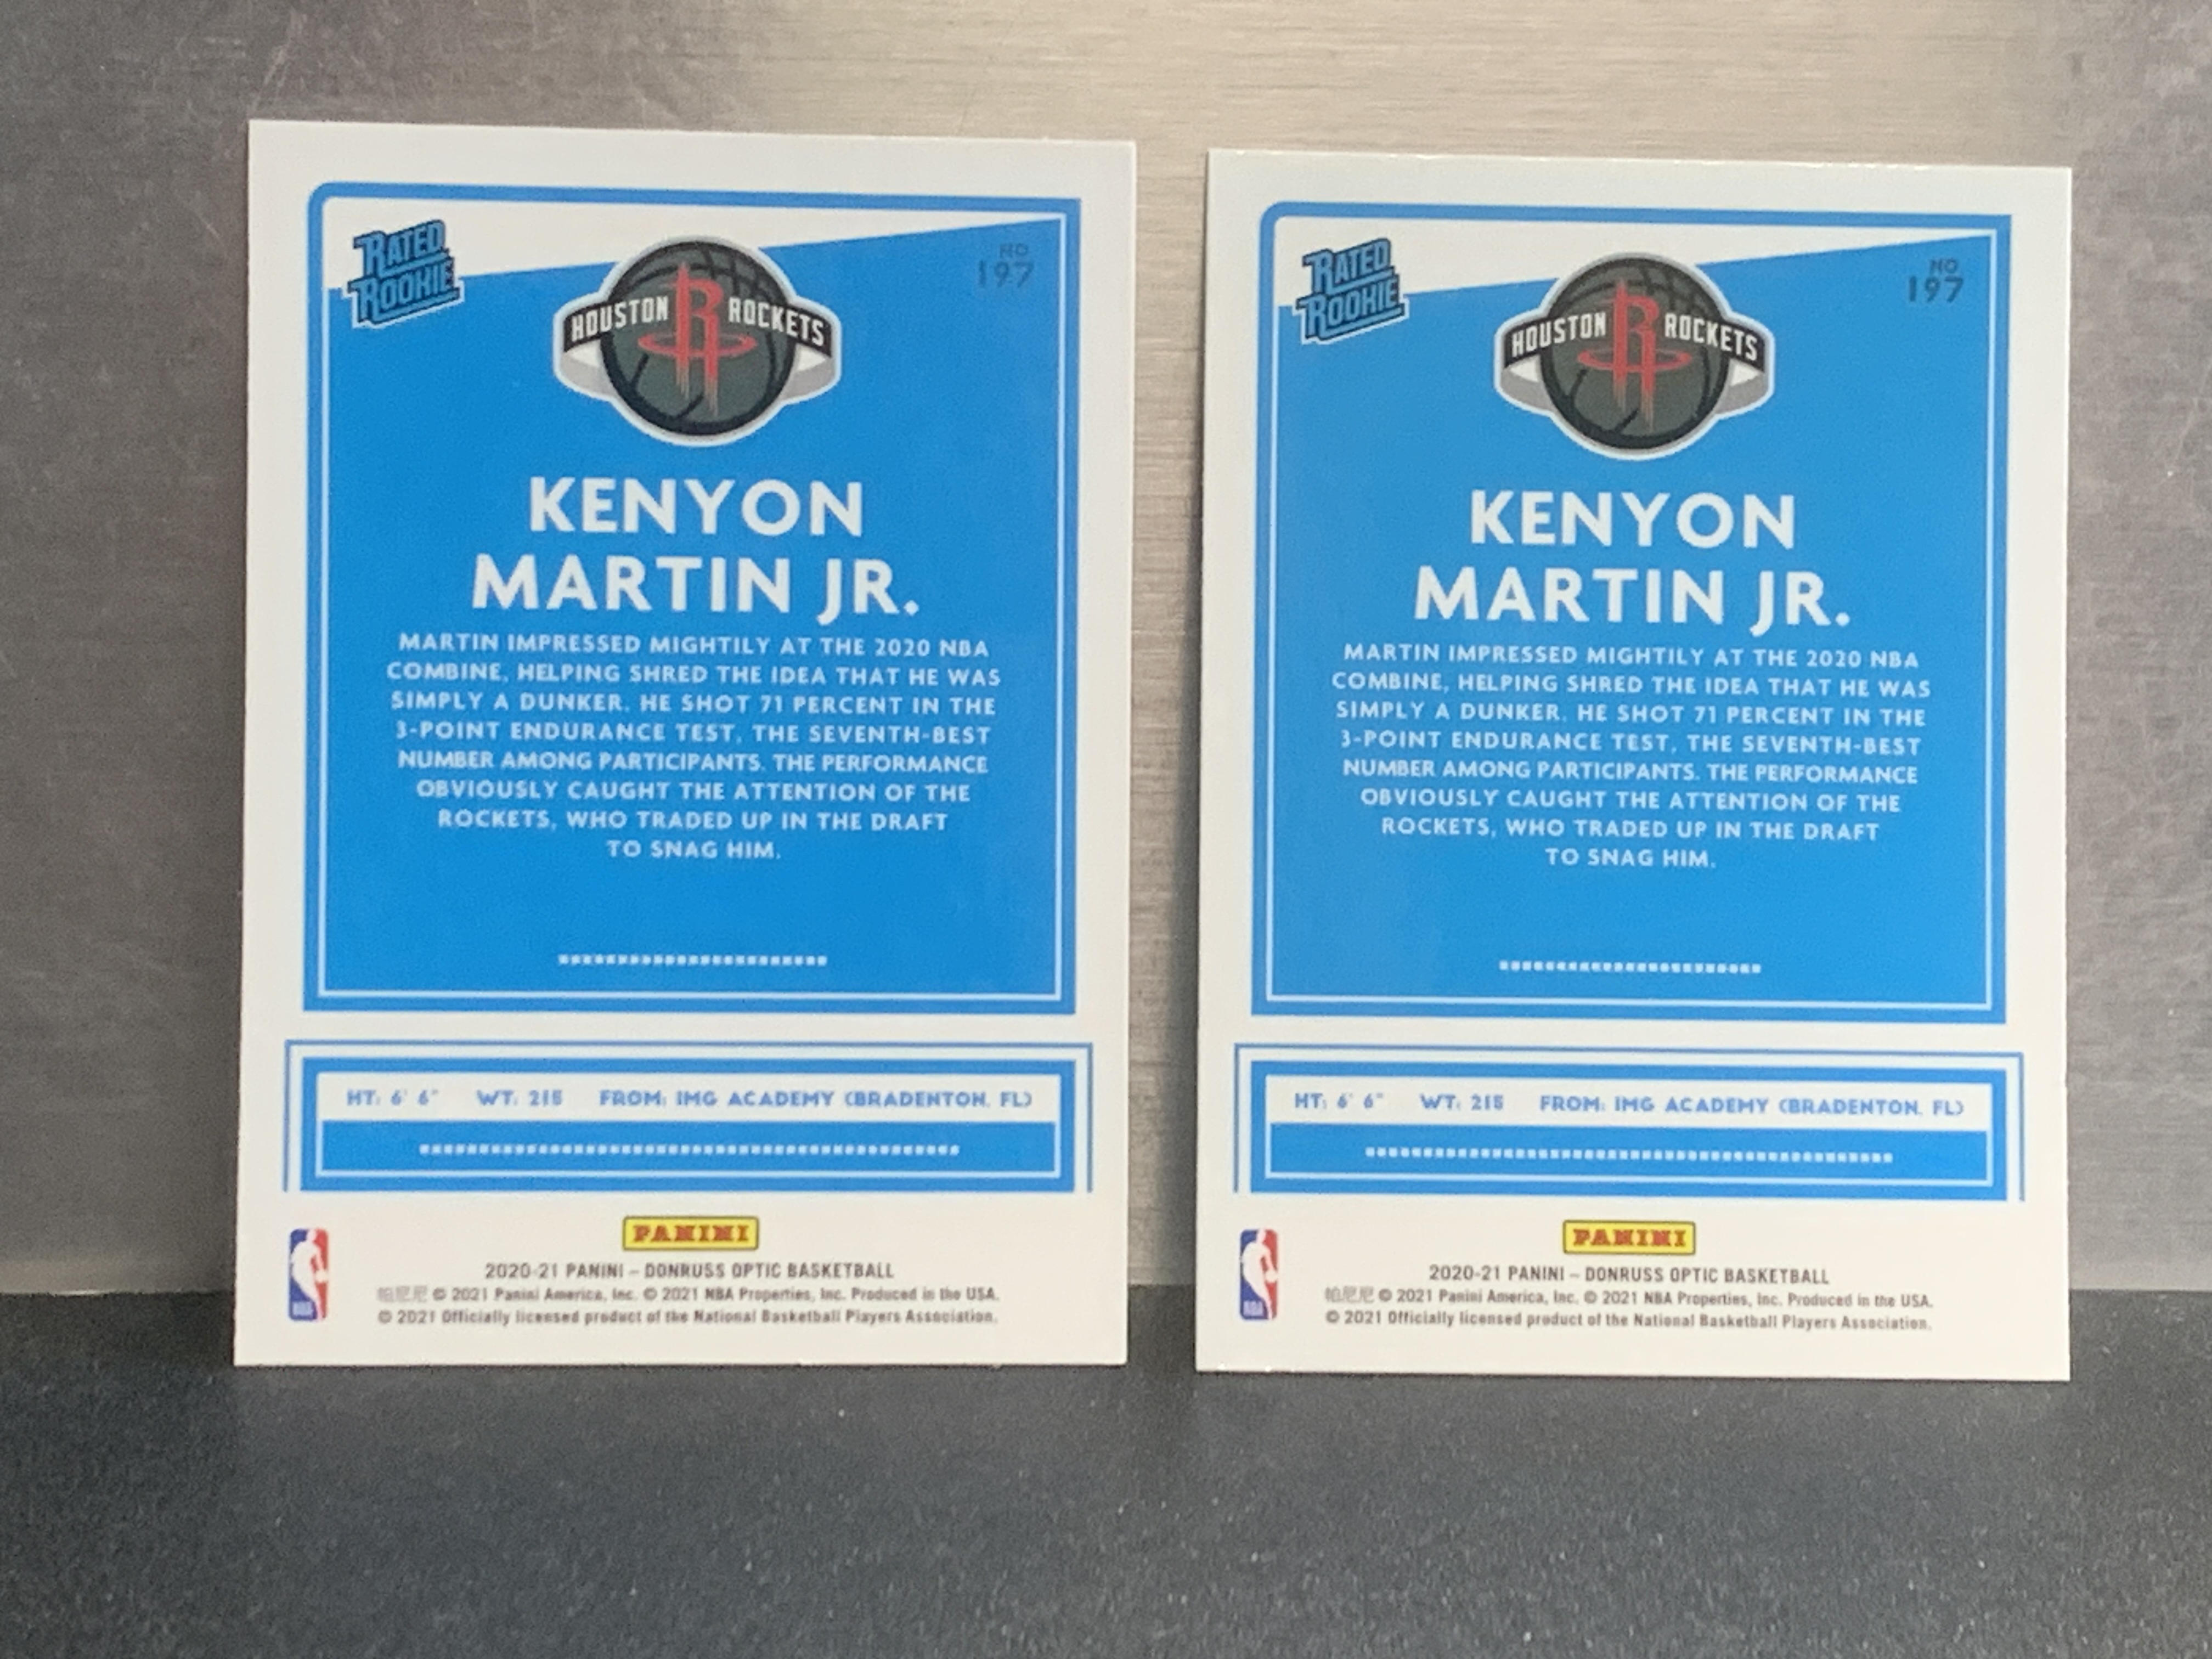 RATED
ROOKIE
NO
197
HOUSTON ROCKETS
KENYON
MARTIN JR.
MARTIN IMPRESSED MIGHTILY AT THE 2020 NBA
COMBINE, HELPING SHRED THE IDEA THAT HE WAS
SIMPLY A DUNKER. HE SHOT 71 PERCENT IN THE
3-POINT ENDURANCE TEST, THE SEVENTH-BEST
NUMBER AMONG PARTICIPANTS. THE PERFORMANCE
OBVIOUSLY CAUGHT THE ATTENTION OF THE
ROCKETS, WHO TRADED UP IN THE DRAFT
TO SNAG HIM.
HT: 6' 6" WT: 215 FROM: IMG ACADEMY (BRADENTON, FL)
PANINI
2020-21 PANINI – DONRUSS OPTIC BASKETBALL
帕尼尼 © 2021 Panini America, Inc. © 2021 NBA Properties, Inc. Produced in the USA.
© 2021 Officially licensed product of the National Basketball Players Association.
NBA
RATED
ROOKIE
NO
197
HOUSTON ROCKETS
KENYON
MARTIN JR.
MARTIN IMPRESSED MIGHTILY AT THE 2020 NBA
COMBINE, HELPING SHRED THE IDEA THAT HE WAS
SIMPLY A DUNKER. HE SHOT 71 PERCENT IN THE
3-POINT ENDURANCE TEST, THE SEVENTH-BEST
NUMBER AMONG PARTICIPANTS. THE PERFORMANCE
OBVIOUSLY CAUGHT THE ATTENTION OF THE
ROCKETS, WHO TRADED UP IN THE DRAFT
TO SNAG HIM.
HT: 6' 6" WT: 215 FROM: IMG ACADEMY (BRADENTON, FL)
PANINI
2020-21 PANINI – DONRUSS OPTIC BASKETBALL
帕尼尼 © 2021 Panini America, Inc. © 2021 NBA Properties, Inc. Produced in the USA.
© 2021 Officially licensed product of the National Basketball Players Association.
NBA